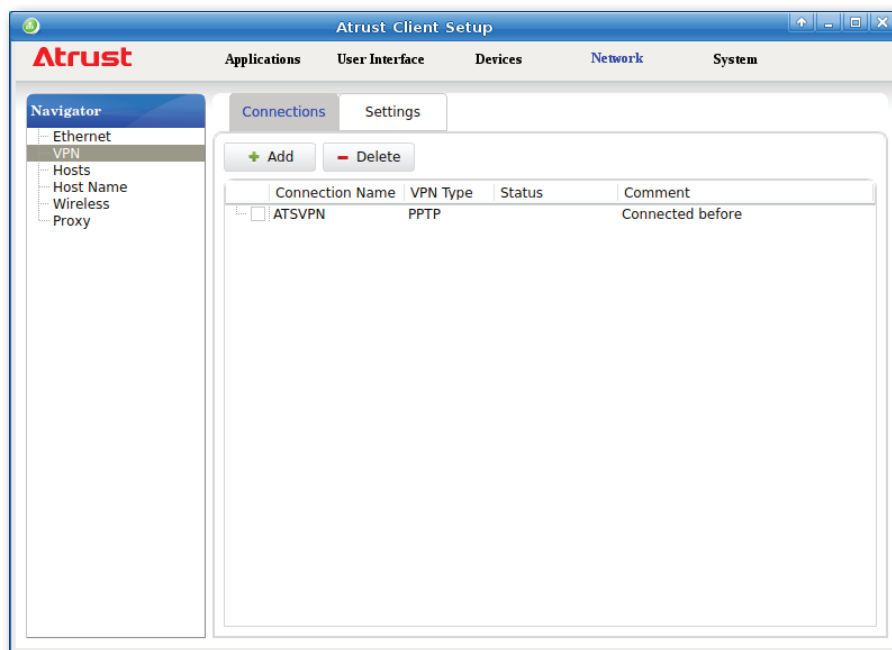 Atrust Client Setup
Atrust Applications User Interface Devices Network System
Navigator
Ethernet
VPN
Hosts
Host Name
Wireless
Proxy
Connections Settings
Add Delete
Connection Name VPN Type Status Comment
ATSVPN PPTP Connected before